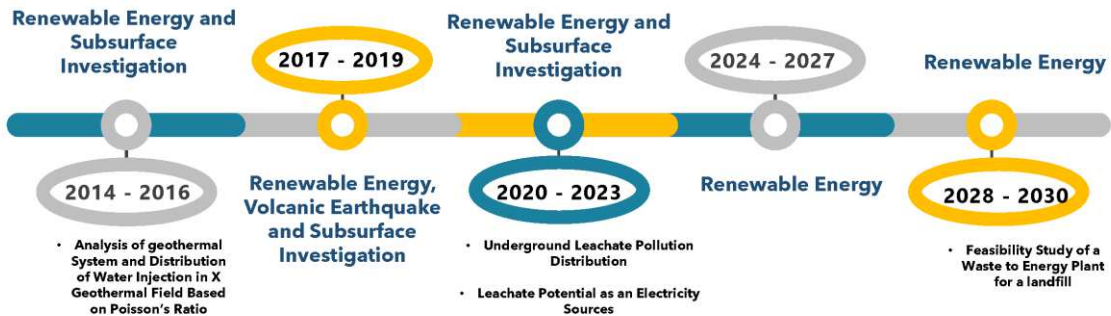 Renewable Energy and
Subsurface
Investigation
2014 - 2016
• Analysis of geothermal
System and Distribution
of Water Injection in X
Geothermal Field Based
on Poisson's Ratio
2017 - 2019
Renewable Energy,
Volcanic Earthquake
and Subsurface
Investigation
Renewable Energy and
Subsurface
Investigation
2020 - 2023
• Underground Leachate Pollution
Distribution
• Leachate Potential as an Electricity
Sources
2024 - 2027
Renewable Energy
Renewable Energy
2028 - 2030
• Feasibility Study of a
Waste to Energy Plant
for a landfill